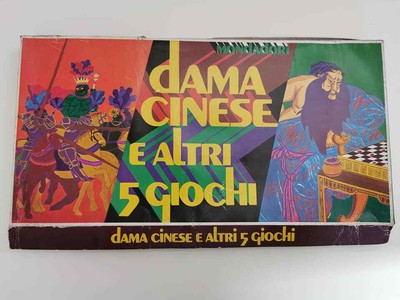 MONDADORI
DAMA
CINESE
E ALTRI
5 GIOCHI
DAMA CINESE E ALTRI 5 GIOCHI